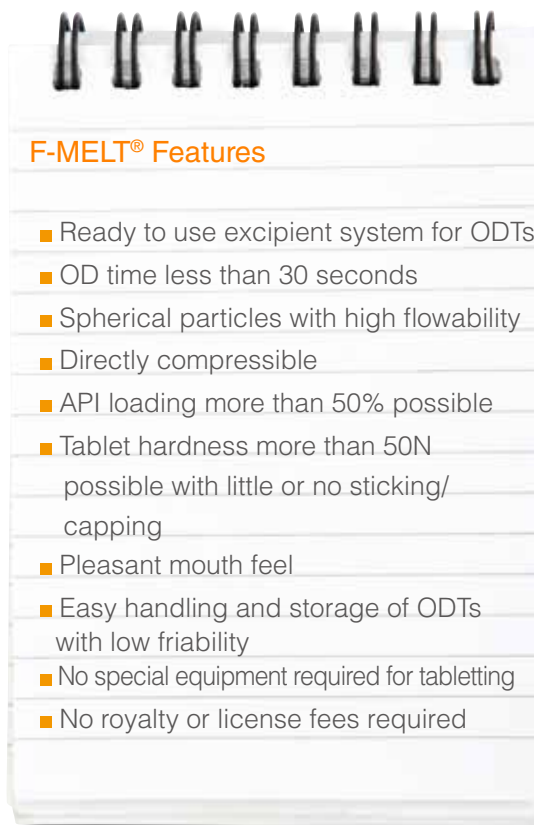 F-MELT® Features
■ Ready to use excipient system for ODTs
■ OD time less than 30 seconds
■ Spherical particles with high flowability
■ Directly compressible
■ API loading more than 50% possible
■ Tablet hardness more than 50N
possible with little or no sticking/
capping
■ Pleasant mouth feel
■ Easy handling and storage of ODTs
with low friability
■ No special equipment required for tabletting
■ No royalty or license fees required